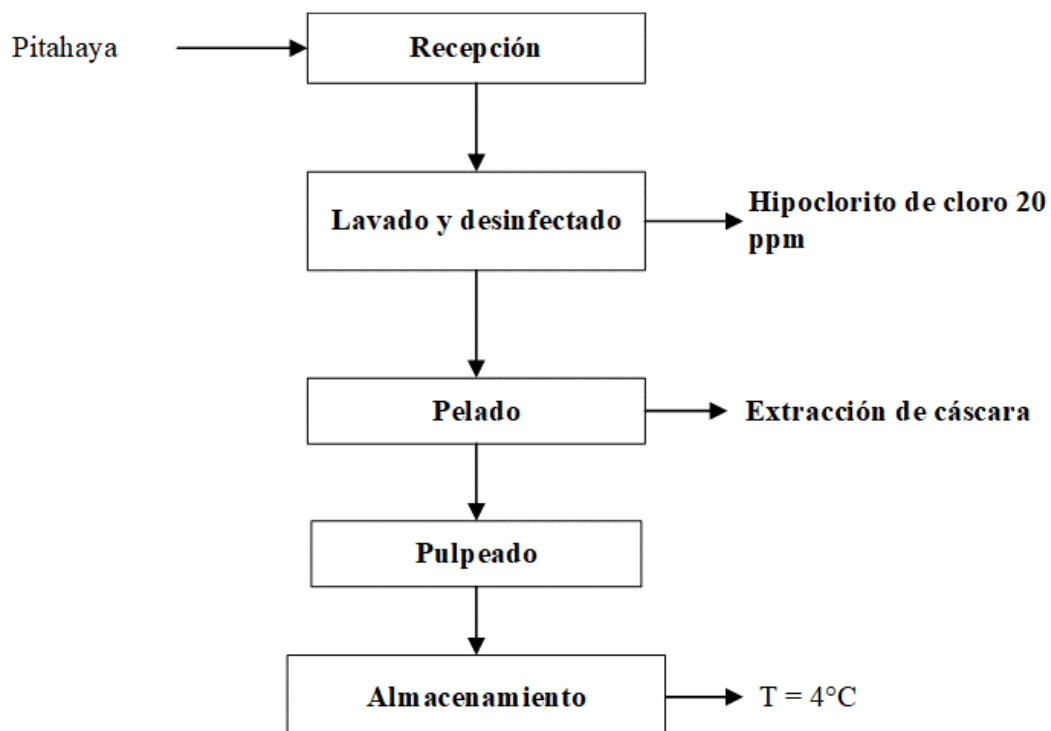 Pitahaya
Recepción
Lavado y desinfectado
Hipoclorito de cloro 20
ppm
Pelado
Extracción de cáscara
Pulpeado
Almacenamiento
T = 4°C